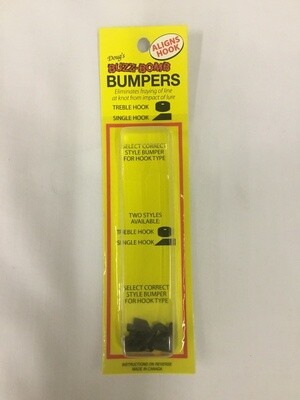 ALIGNS
HOOK
Doug's
BUZZ-BOMB
BUMPERS
Eliminates fraying of line
at knot from impact of lure
TREBLE HOOK
SINGLE HOOK
SELECT CORRECT
STYLE BUMPER
FOR HOOK TYPE
TWO STYLES
AVAILABLE:
TREBLE HOOK
SINGLE HOOK
SELECT CORRECT
STYLE BUMPER
FOR HOOK TYPE
INSTRUCTIONS ON REVERSE
MADE IN CANADA